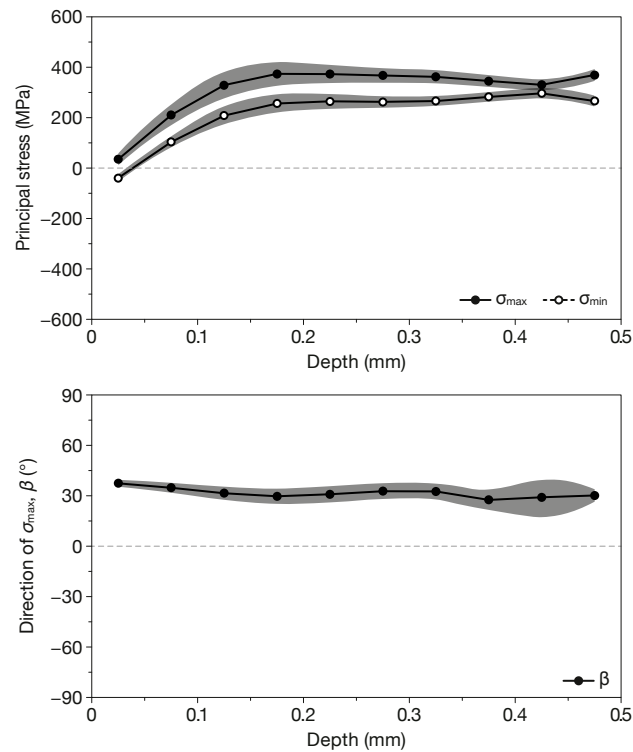 Principal stress (MPa)
600
400
200
0
−200
−400
−600
σmax σmin
0 0.1 0.2 0.3 0.4 0.5
Depth (mm)
Direction of σmax, β (°)
90
60
30
0
−30
−60
−90
β
0 0.1 0.2 0.3 0.4 0.5
Depth (mm)